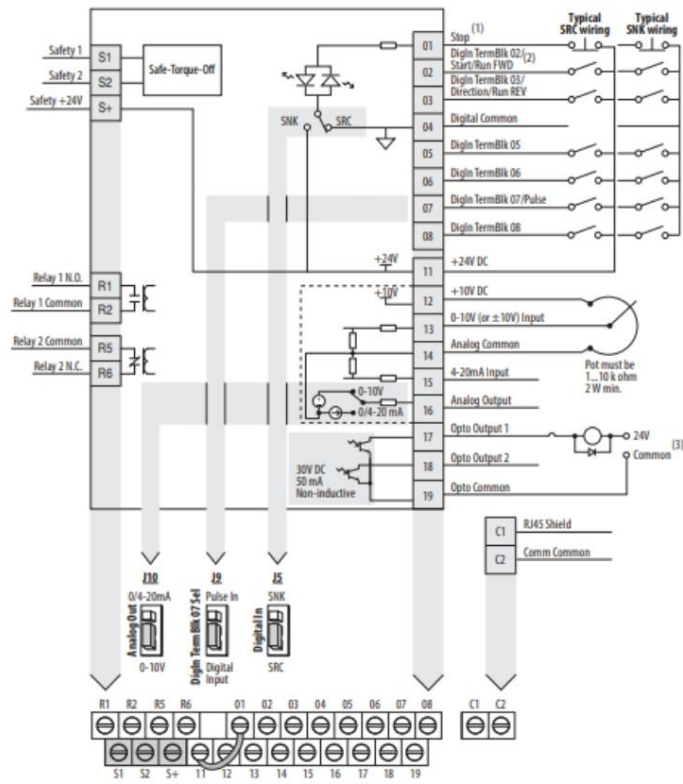 Typical
SRC wiring
Typical
SNK wiring
Safety 1
S1
Safety 2
S2
Safety +24V
S+
Safe-Torque-Off
SNK
SRC
01
Stop (1)
02
DigIn TermBlk 02/
Start/Run FWD (2)
03
DigIn TermBlk 03/
Direction/Run REV
04
Digital Common
05
DigIn TermBlk 05
06
DigIn TermBlk 06
07
DigIn TermBlk 07/Pulse
08
DigIn TermBlk 08
+24V
11
+24V DC
+10V
12
+10V DC
13
0-10V (or ±10V) Input
14
Analog Common
15
4-20mA Input
16
Analog Output
17
Opto Output 1
18
Opto Output 2
19
Opto Common
Pot must be
1...10 k ohm
2 W min.
24V
Common (3)
Relay 1 N.O.
R1
Relay 1 Common
R2
Relay 2 Common
R5
Relay 2 N.C.
R6
0-10V
0/4-20 mA
30V DC
50 mA
Non-inductive
C1
RJ45 Shield
C2
Comm Common
J10
0/4-20mA
Analog Out
0-10V
J9
Pulse In
DigIn TermBlk 07 Sel
Digital
Input
J5
SNK
Digital In
SRC
R1 R2 R5 R6 01 02 03 04 05 06 07 08
C1 C2
S1 S2 S+ 11 12 13 14 15 16 17 18 19